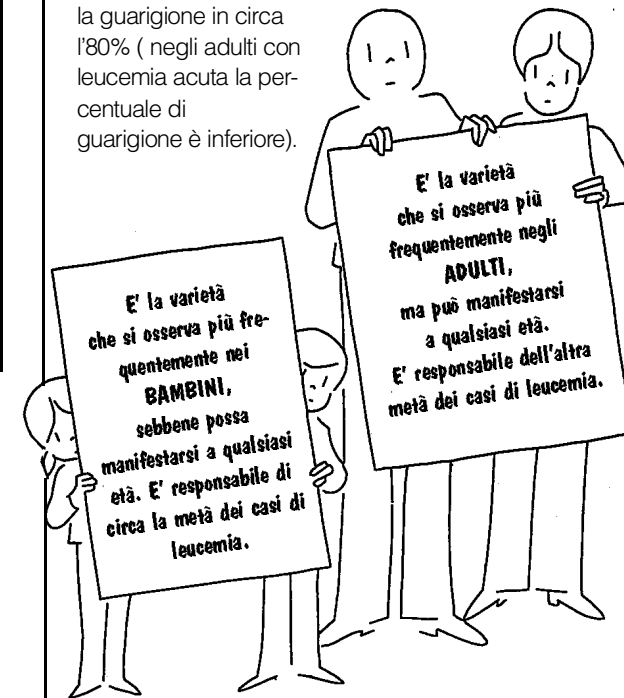 la guarigione in circa
l'80% ( negli adulti con
leucemia acuta la per-
centuale di
guarigione è inferiore).
E' la varietà
che si osserva più fre-
quentemente nei
BAMBINI,
sebbene possa
manifestarsi a qualsiasi
età. E' responsabile di
circa la metà dei casi di
leucemia.
E' la varietà
che si osserva più
frequentemente negli
ADULTI,
ma può manifestarsi
a qualsiasi età.
E' responsabile dell'altra
metà dei casi di leucemia.